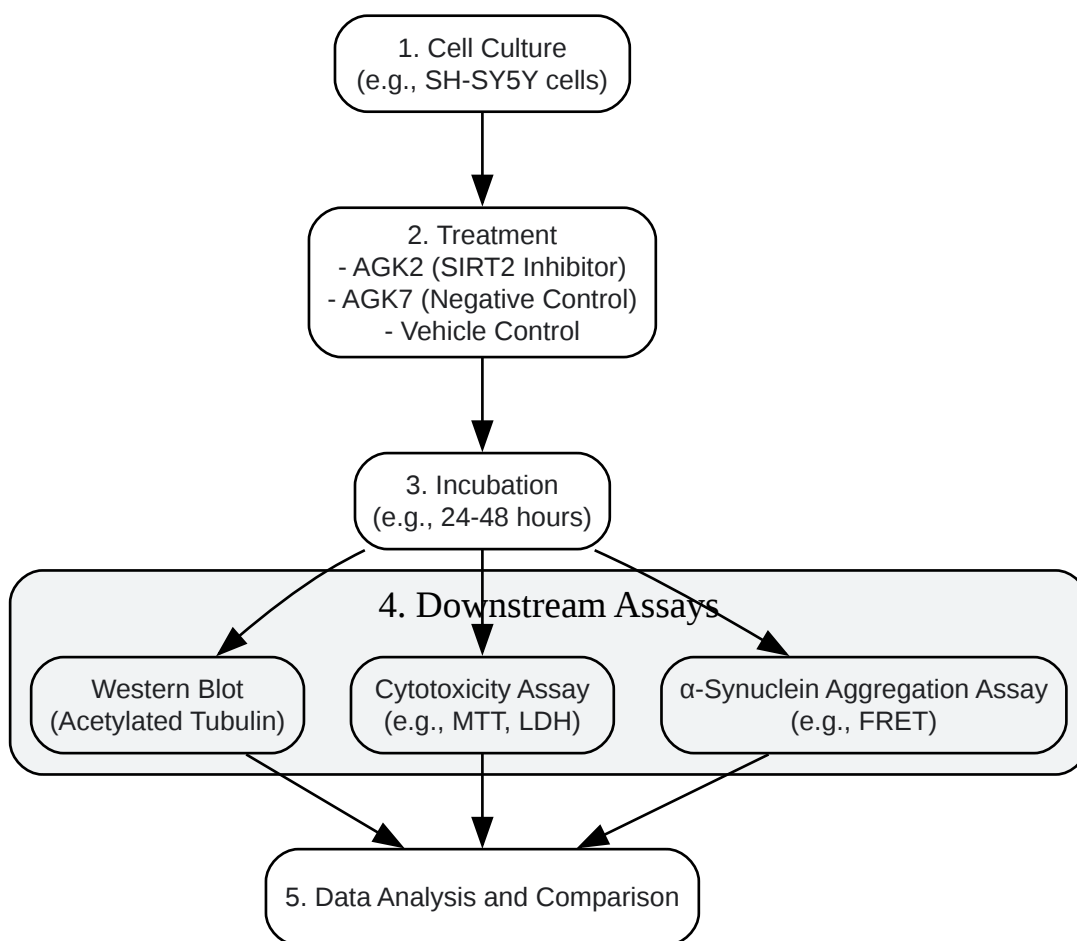 1. Cell Culture
(e.g., SH-SY5Y cells)
2. Treatment
- AGK2 (SIRT2 Inhibitor)
- AGK7 (Negative Control)
- Vehicle Control
3. Incubation
(e.g., 24-48 hours)
4. Downstream Assays
Western Blot
(Acetylated Tubulin)
Cytotoxicity Assay
(e.g., MTT, LDH)
α-Synuclein Aggregation Assay
(e.g., FRET)
5. Data Analysis and Comparison